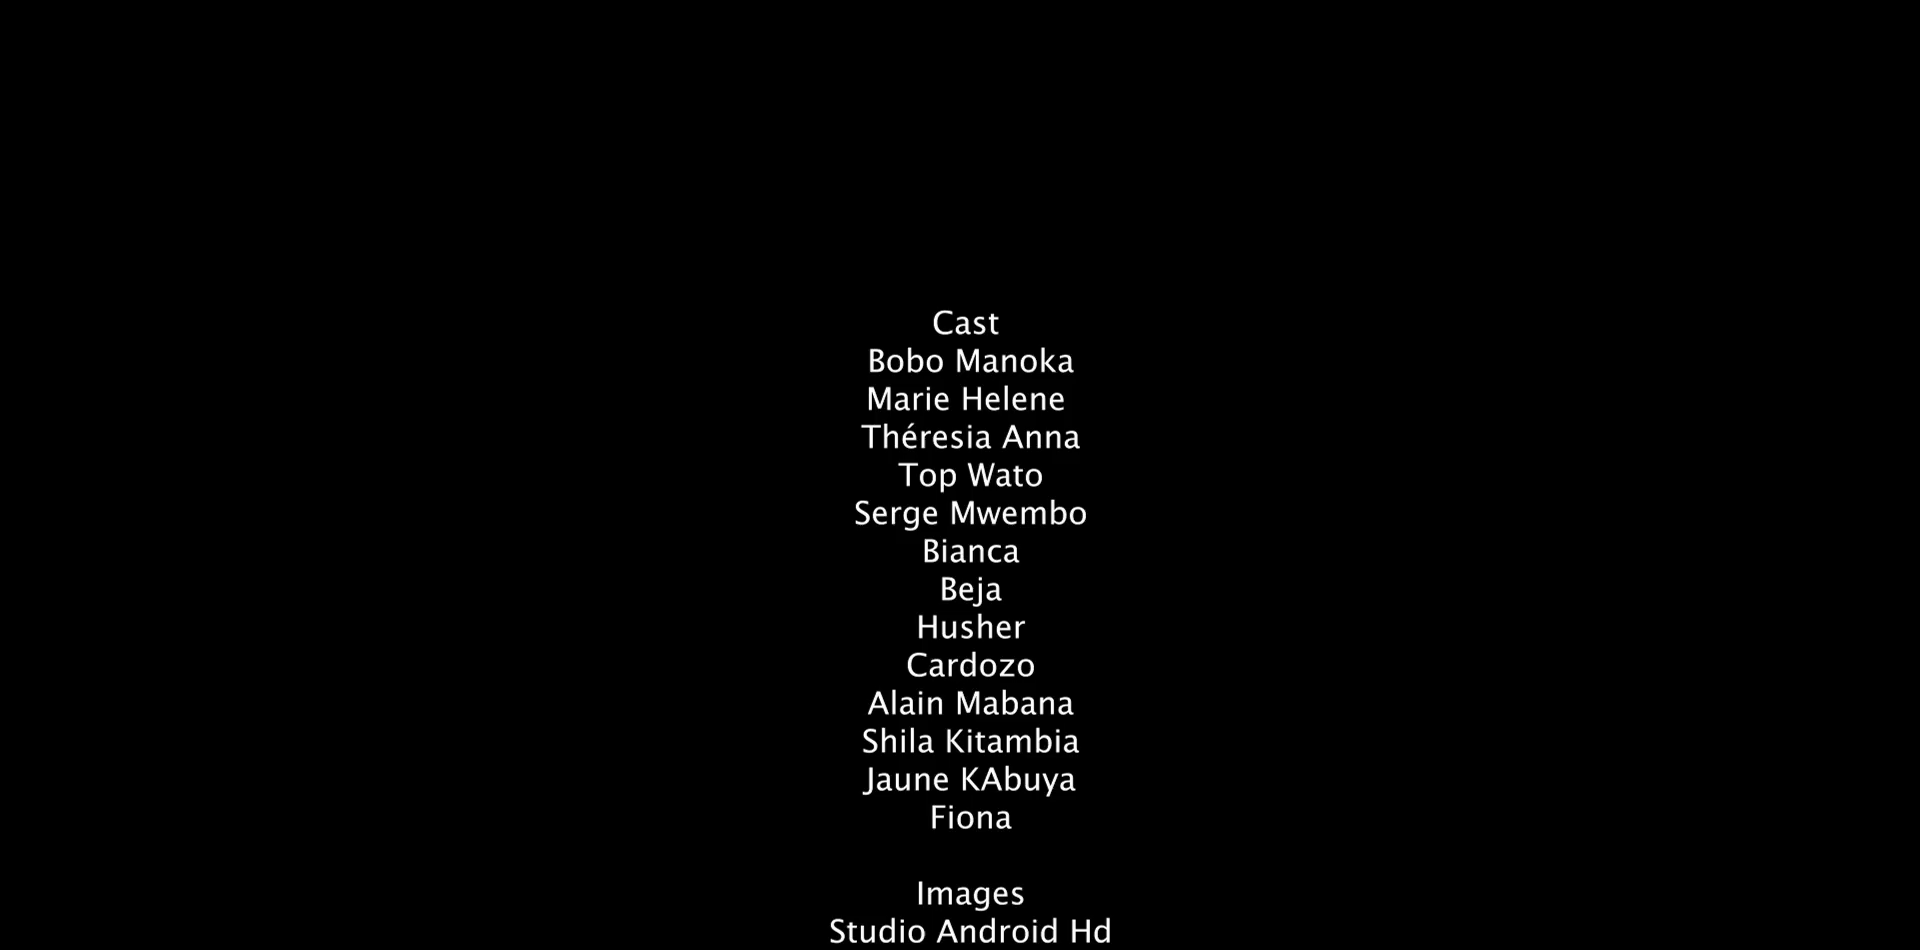 Cast
Bobo Manoka
Marie Helene
Théresia Anna
Top Wato
Serge Mwembo
Bianca
Beja
Husher
Cardozo
Alain Mabana
Shila Kitambia
Jaune KAbuya
Fiona
Images
Studio Android Hd